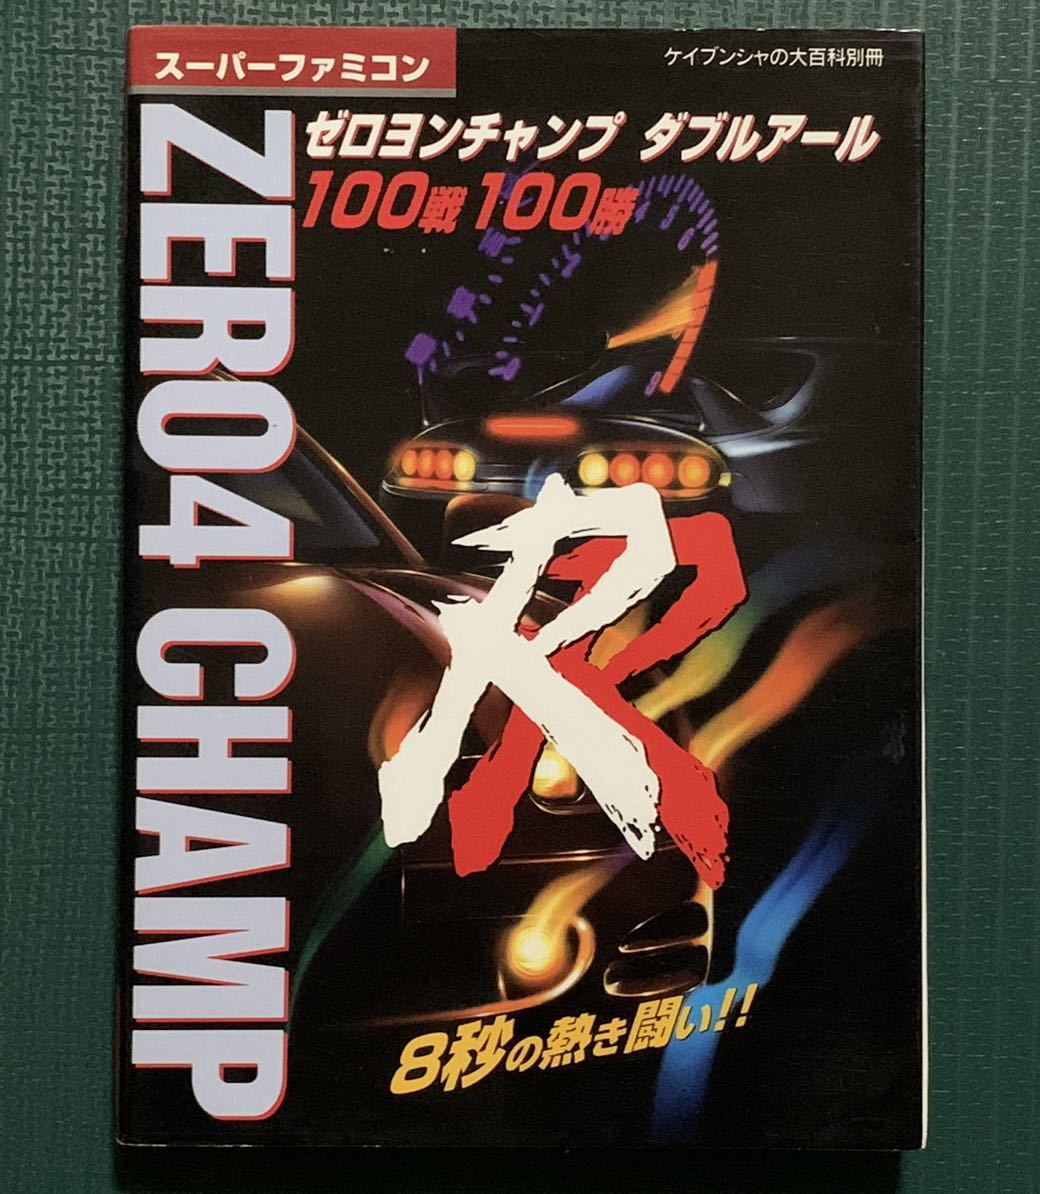 スーパーファミコン
ケイブンシャの大百科別冊
ゼロヨンチャンプ ダブルアール
100戦100勝
ZERO4 CHAMP
RR
8秒の熱き闘い!!